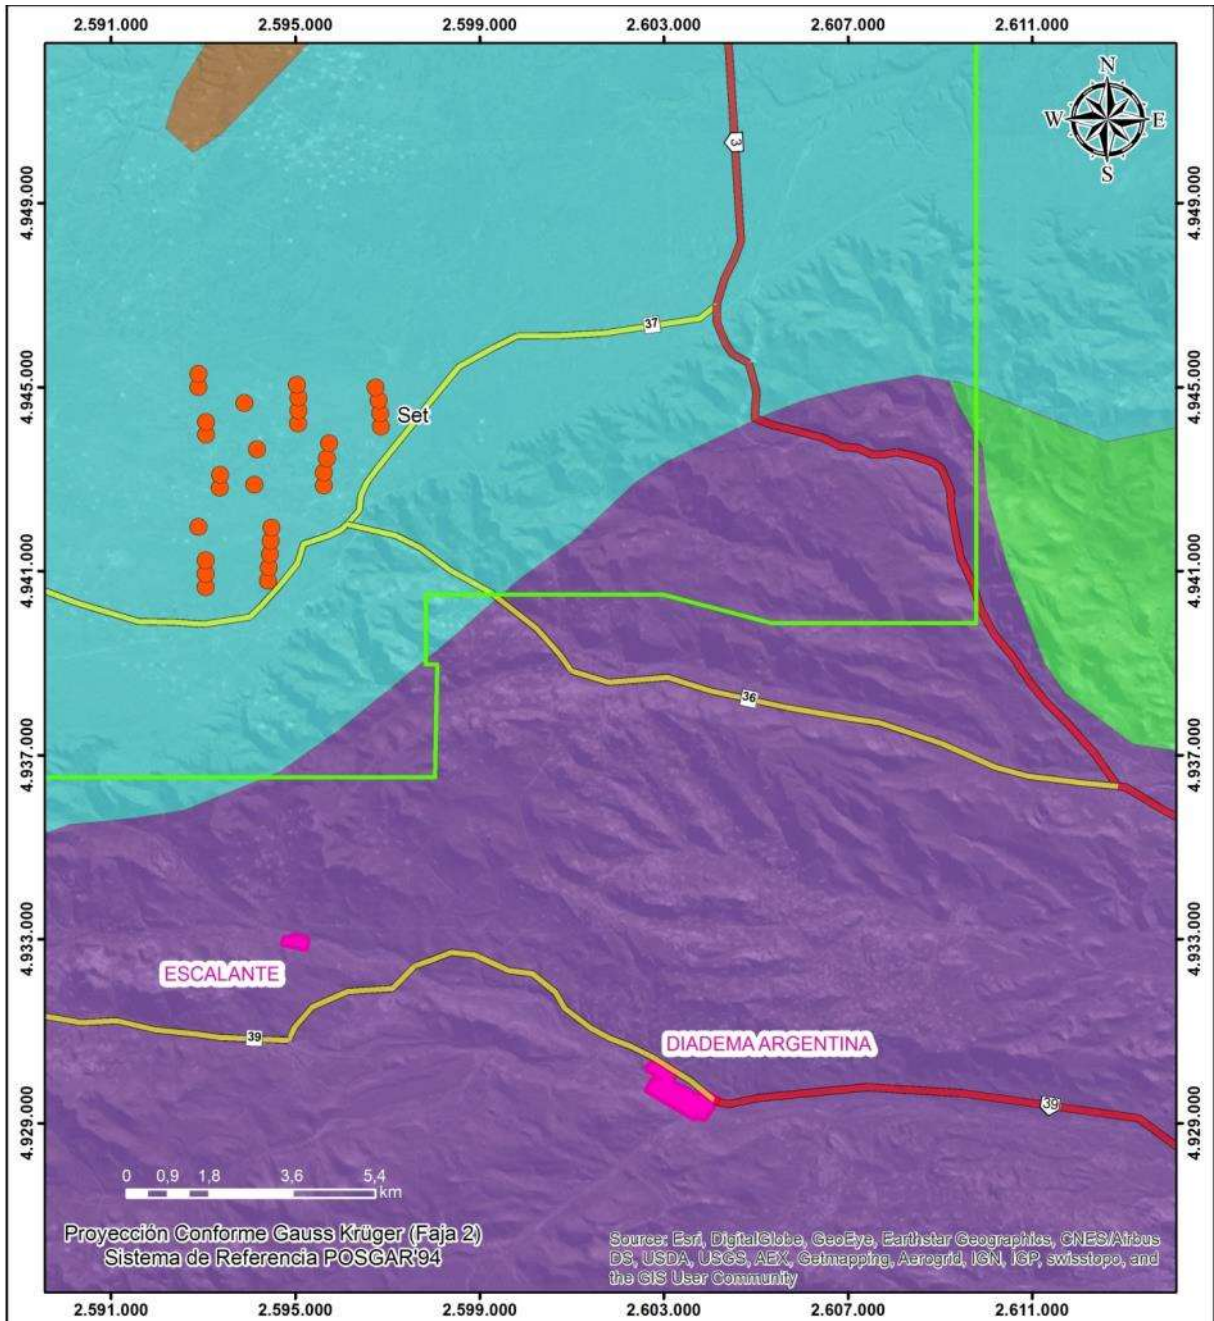 2.591.000 2.595.000 2.599.000 2.603.000 2.607.000 2.611.000
N
W E
S
3
4.949.000 4.949.000
37
4.945.000 4.945.000
Set
4.941.000 4.941.000
36
4.937.000 4.937.000
4.933.000 4.933.000
ESCALANTE
39
DIADEMA ARGENTINA
39
4.929.000 4.929.000
0 0,9 1,8 3,6 5,4
km
Proyección Conforme Gauss Krüger (Faja 2)
Sistema de Referencia POSGAR'94
Source: Esri, DigitalGlobe, GeoEye, Earthstar Geographics, CNES/Airbus
DS, USDA, USGS, AEX, Getmapping, Aerogrid, IGN, IGP, swisstopo, and
the GIS User Community
2.591.000 2.595.000 2.599.000 2.603.000 2.607.000 2.611.000